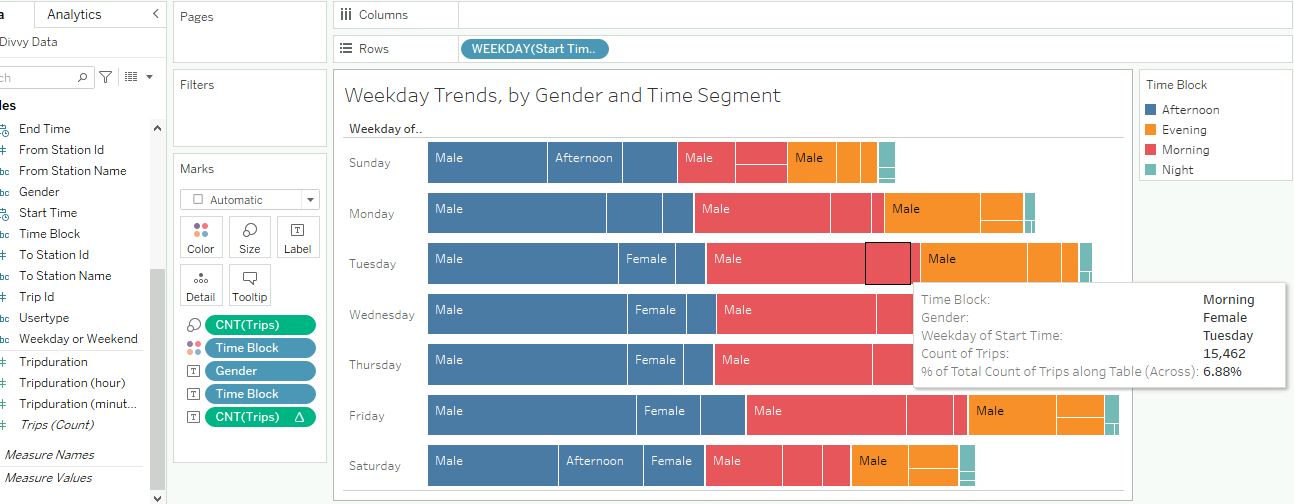 a Analytics
Divvy Data
ch
les
End Time
From Station Id
From Station Name
Gender
Start Time
Time Block
To Station Id
To Station Name
Trip Id
Usertype
Weekday or Weekend
Tripduration
Tripduration (hour)
Tripduration (minut...
Trips (Count)
Measure Names
Measure Values
Pages
Filters
Marks
Automatic
Color Size Label
Detail Tooltip
CNT(Trips)
Time Block
Gender
Time Block
CNT(Trips) Δ
Columns
Rows WEEKDAY(Start Tim..
Weekday Trends, by Gender and Time Segment
Weekday of..
Sunday Male Afternoon Male Male
Monday Male Male Male
Tuesday Male Female Male Male
Wednesday Male Female Male
Thursday Male Female Male
Friday Male Female Male Male
Saturday Male Afternoon Female Male Male
Time Block: Morning
Gender: Female
Weekday of Start Time: Tuesday
Count of Trips: 15,462
% of Total Count of Trips along Table (Across): 6.88%
Time Block
Afternoon
Evening
Morning
Night